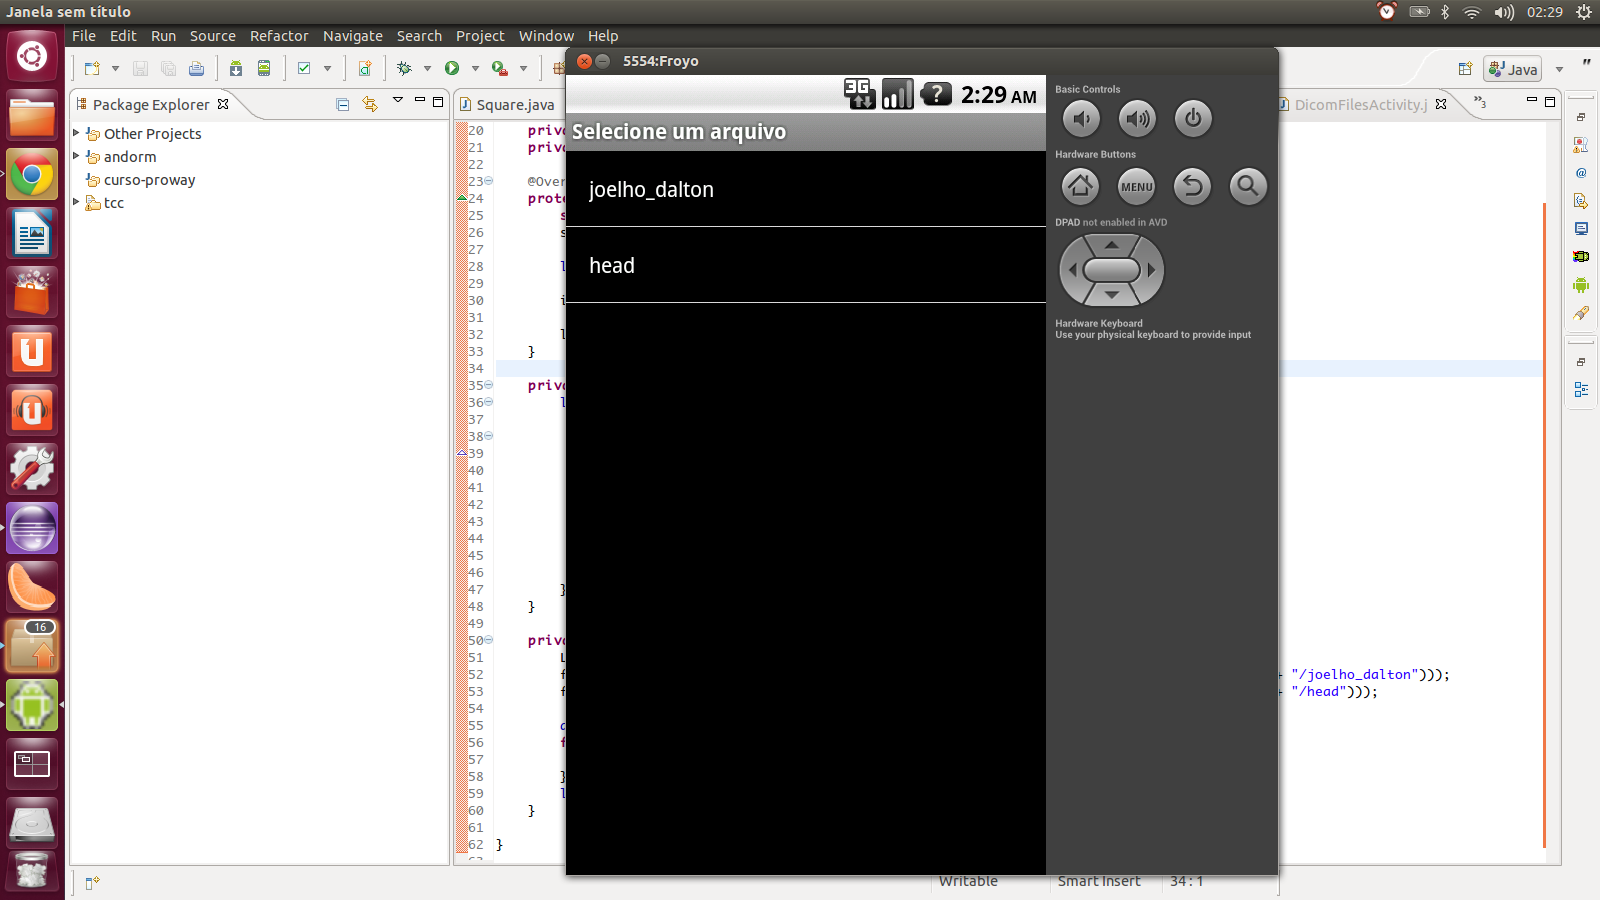 Janela sem título
02:29
File Edit Run Source Refactor Navigate Search Project Window Help
5554:Froyo
Java
Package Explorer
Square.java
DicomFilesActivity.j
3
Other Projects
andorm
curso-proway
tcc
3G
2:29 AM
Selecione um arquivo
joelho_dalton
head
Basic Controls
Hardware Buttons
MENU
DPAD not enabled in AVD
Hardware Keyboard
Use your physical keyboard to provide input
20 priv
21 priv
22
23 @Over
24 prote
25 s
26 s
27
28 l
29
30 i
31
32 l
33 }
34
35 priv
36 l
37
38
39
40
41
42
43
44
45
46
47 }
48 }
49
50 priv
51 L
52 f + "/joelho_dalton")));
53 f + "/head")));
54
55
56 f
57
58 }
59 l
60 }
61
62 }
16
Writable
Smart Insert
34 : 1